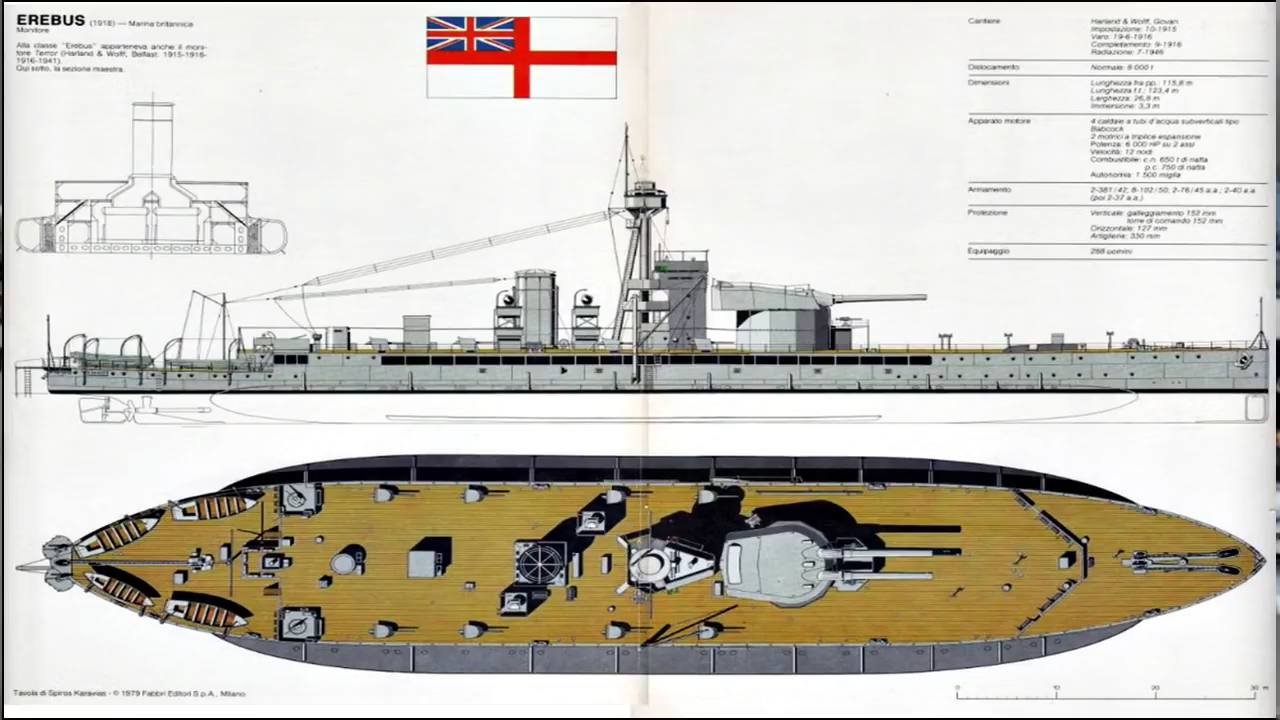 EREBUS (1918) — Marina britannica
Monitore
Alla classe "Erebus" apparteneva anche il moni-
tore Terror (Harland & Wolff, Belfast: 1915-1916-
1916-1941).
Qui sotto, la sezione maestra.
Cantiere
Harland & Wolff, Govan
Impostazione: 10-1915
Varo: 19-6-1916
Completamento: 9-1916
Radiazione: 7-1946
Dislocamento
Normale: 8 000 t
Dimensioni
Lunghezza fra pp.: 115,8 m
Lunghezza f.t.: 123,4 m
Larghezza: 26,8 m
Immersione: 3,3 m
Apparato motore
4 caldaie a tubi d'acqua subverticali tipo
Babcock
2 motrici a triplice espansione
Potenza: 6 000 HP su 2 assi
Velocità: 12 nodi
Combustibile: c.n. 650 t di nafta
p.c. 750 di nafta
Autonomia: 1 500 miglia
Armamento
2-381/42; 8-102/50; 2-76/45 a.a.; 2-40 a.a.
(poi 2-37 a.a.)
Protezione
Verticale: galleggiamento 152 mm
torre di comando 152 mm
Orizzontale: 127 mm
Artiglierie: 330 mm
Equipaggio
288 uomini
Tavola di Spiros Karavias - © 1979 Fabbri Editori S.p.A., Milano
0 10 20 30 m